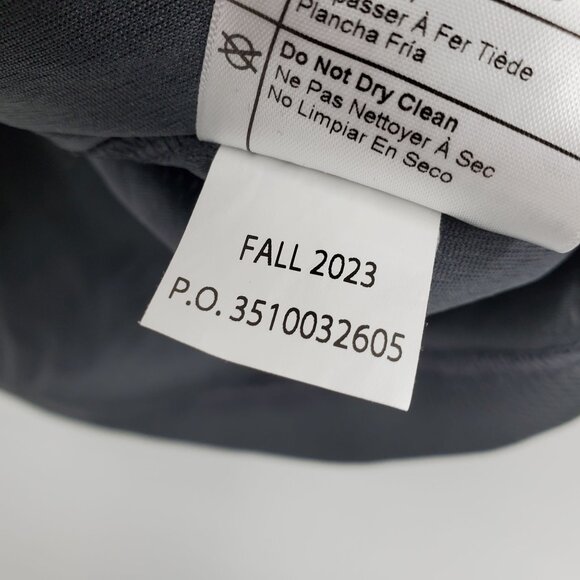 passer À Fer Tiède
Plancha Fria
Do Not Dry Clean
Ne Pas Nettoyer À Sec
No Limpiar En Seco
FALL 2023
P.O. 3510032605